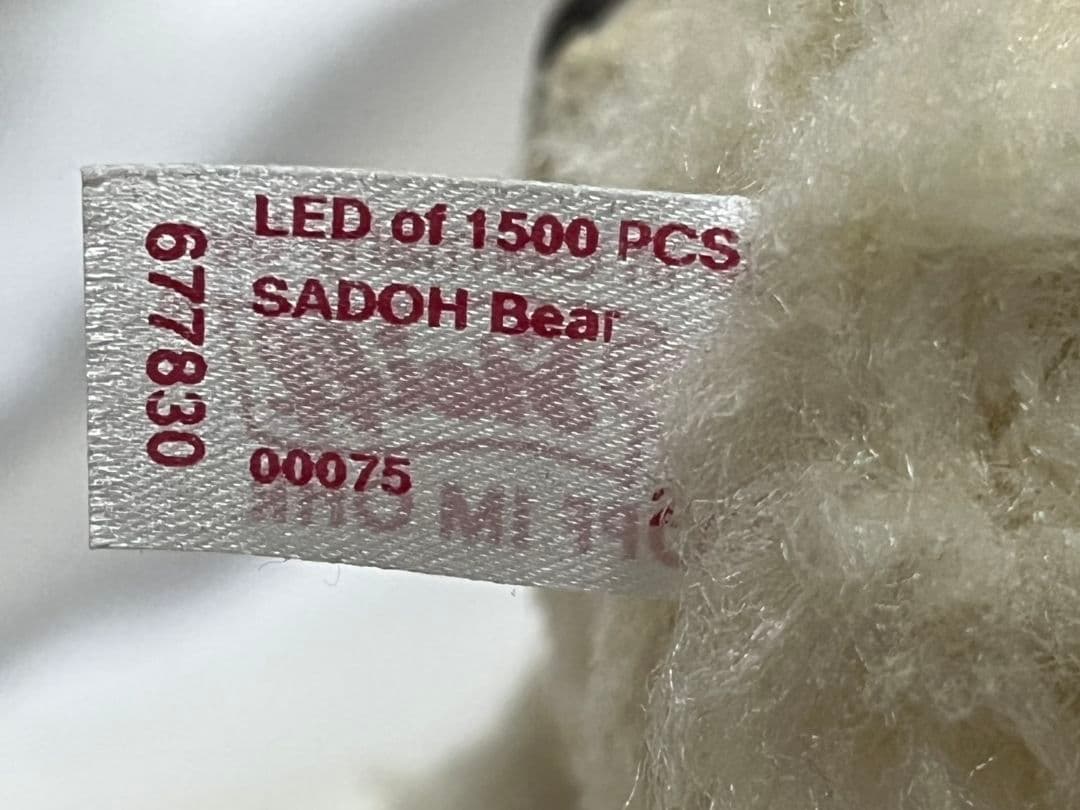 LED of 1500 PCS
SADOH Bear
00075
677830